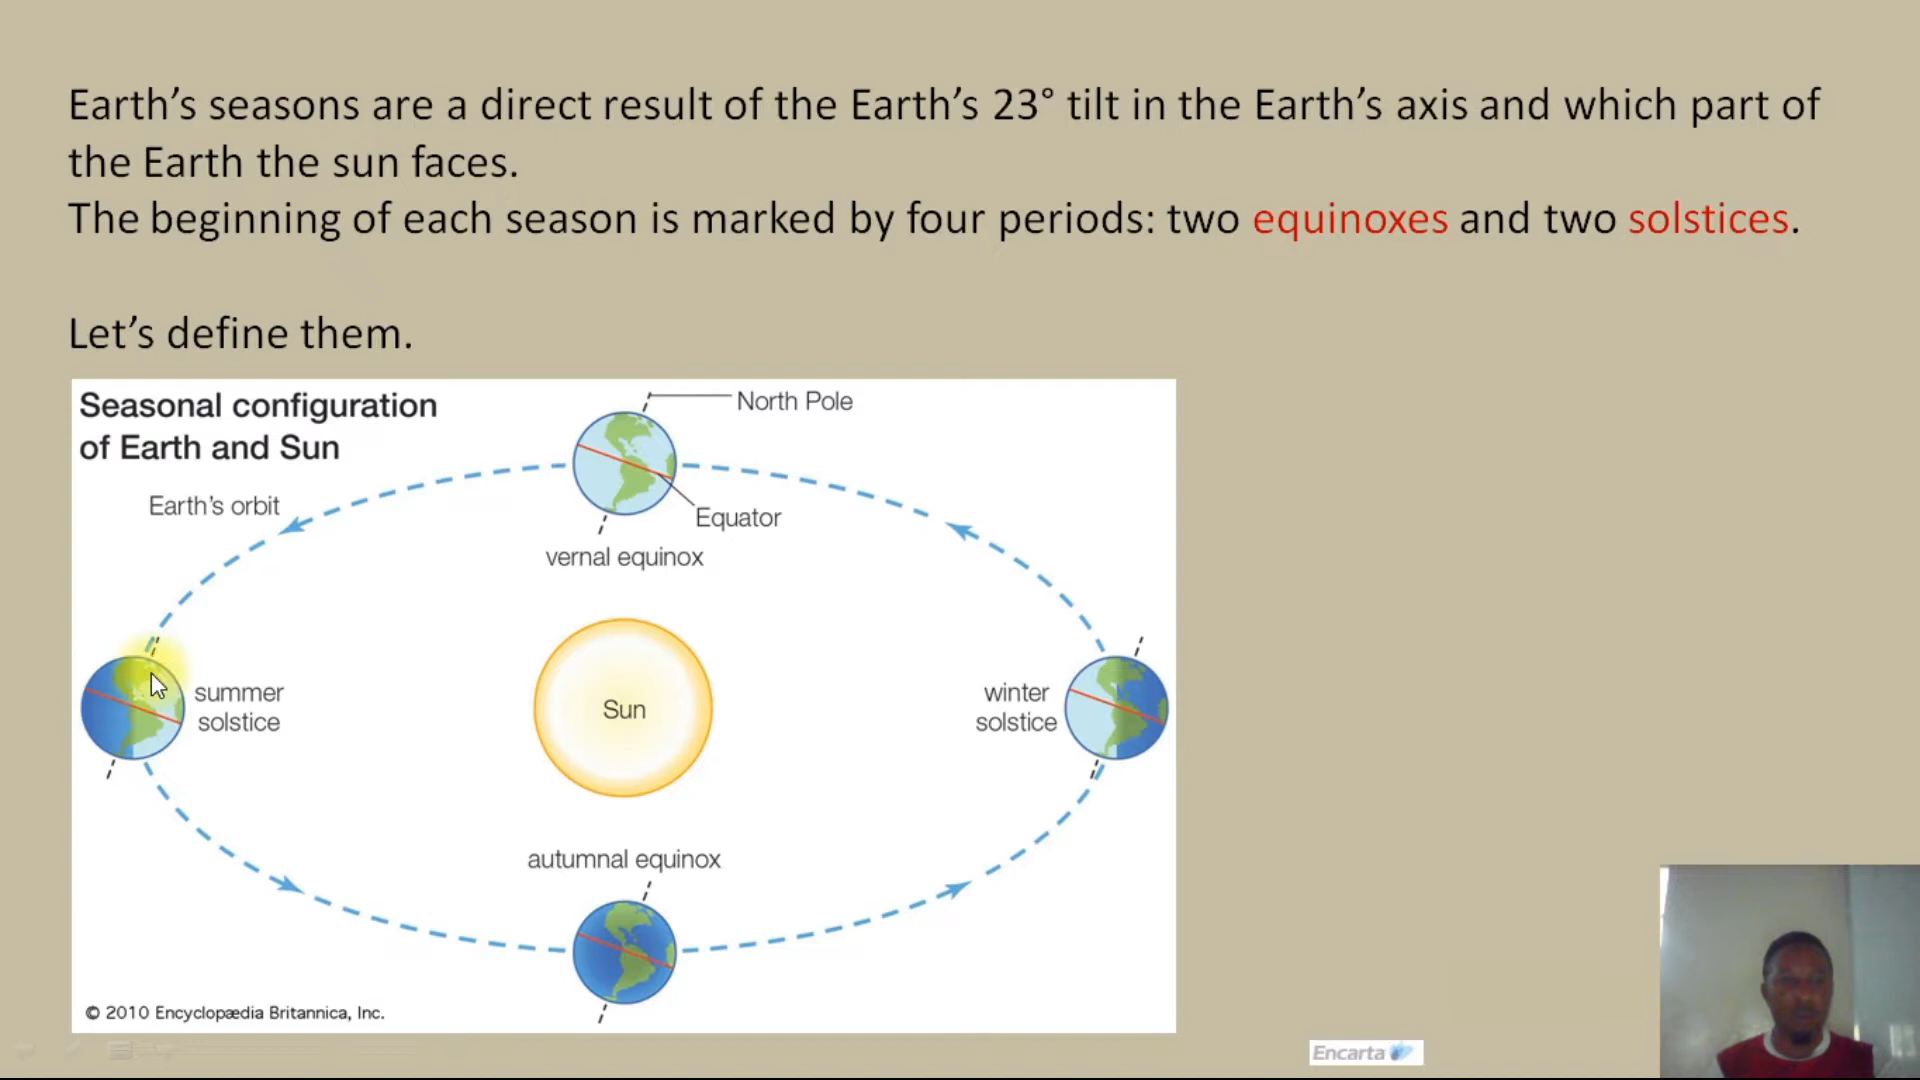 Earth’s seasons are a direct result of the Earth’s 23° tilt in the Earth’s axis and which part of
the Earth the sun faces.
The beginning of each season is marked by four periods: two equinoxes and two solstices.
Let’s define them.
Seasonal configuration
of Earth and Sun
North Pole
Earth’s orbit
Equator
vernal equinox
summer
solstice
Sun
winter
solstice
autumnal equinox
© 2010 Encyclopædia Britannica, Inc.
Encarta